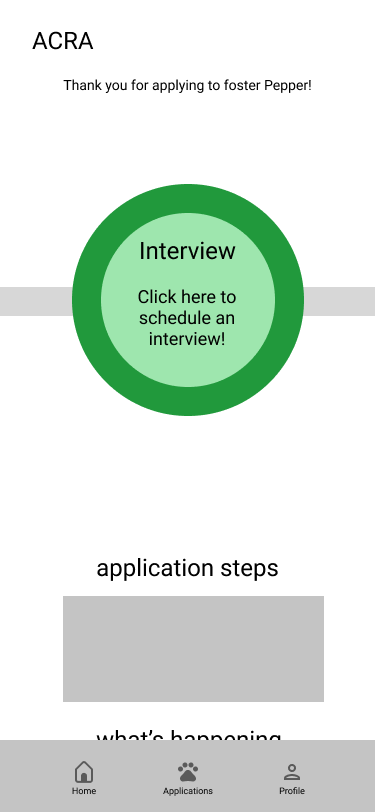 ACRA
Thank you for applying to foster Pepper!
Interview
Click here to
schedule an
interview!
application steps
what's happening
Home
Applications
Profile